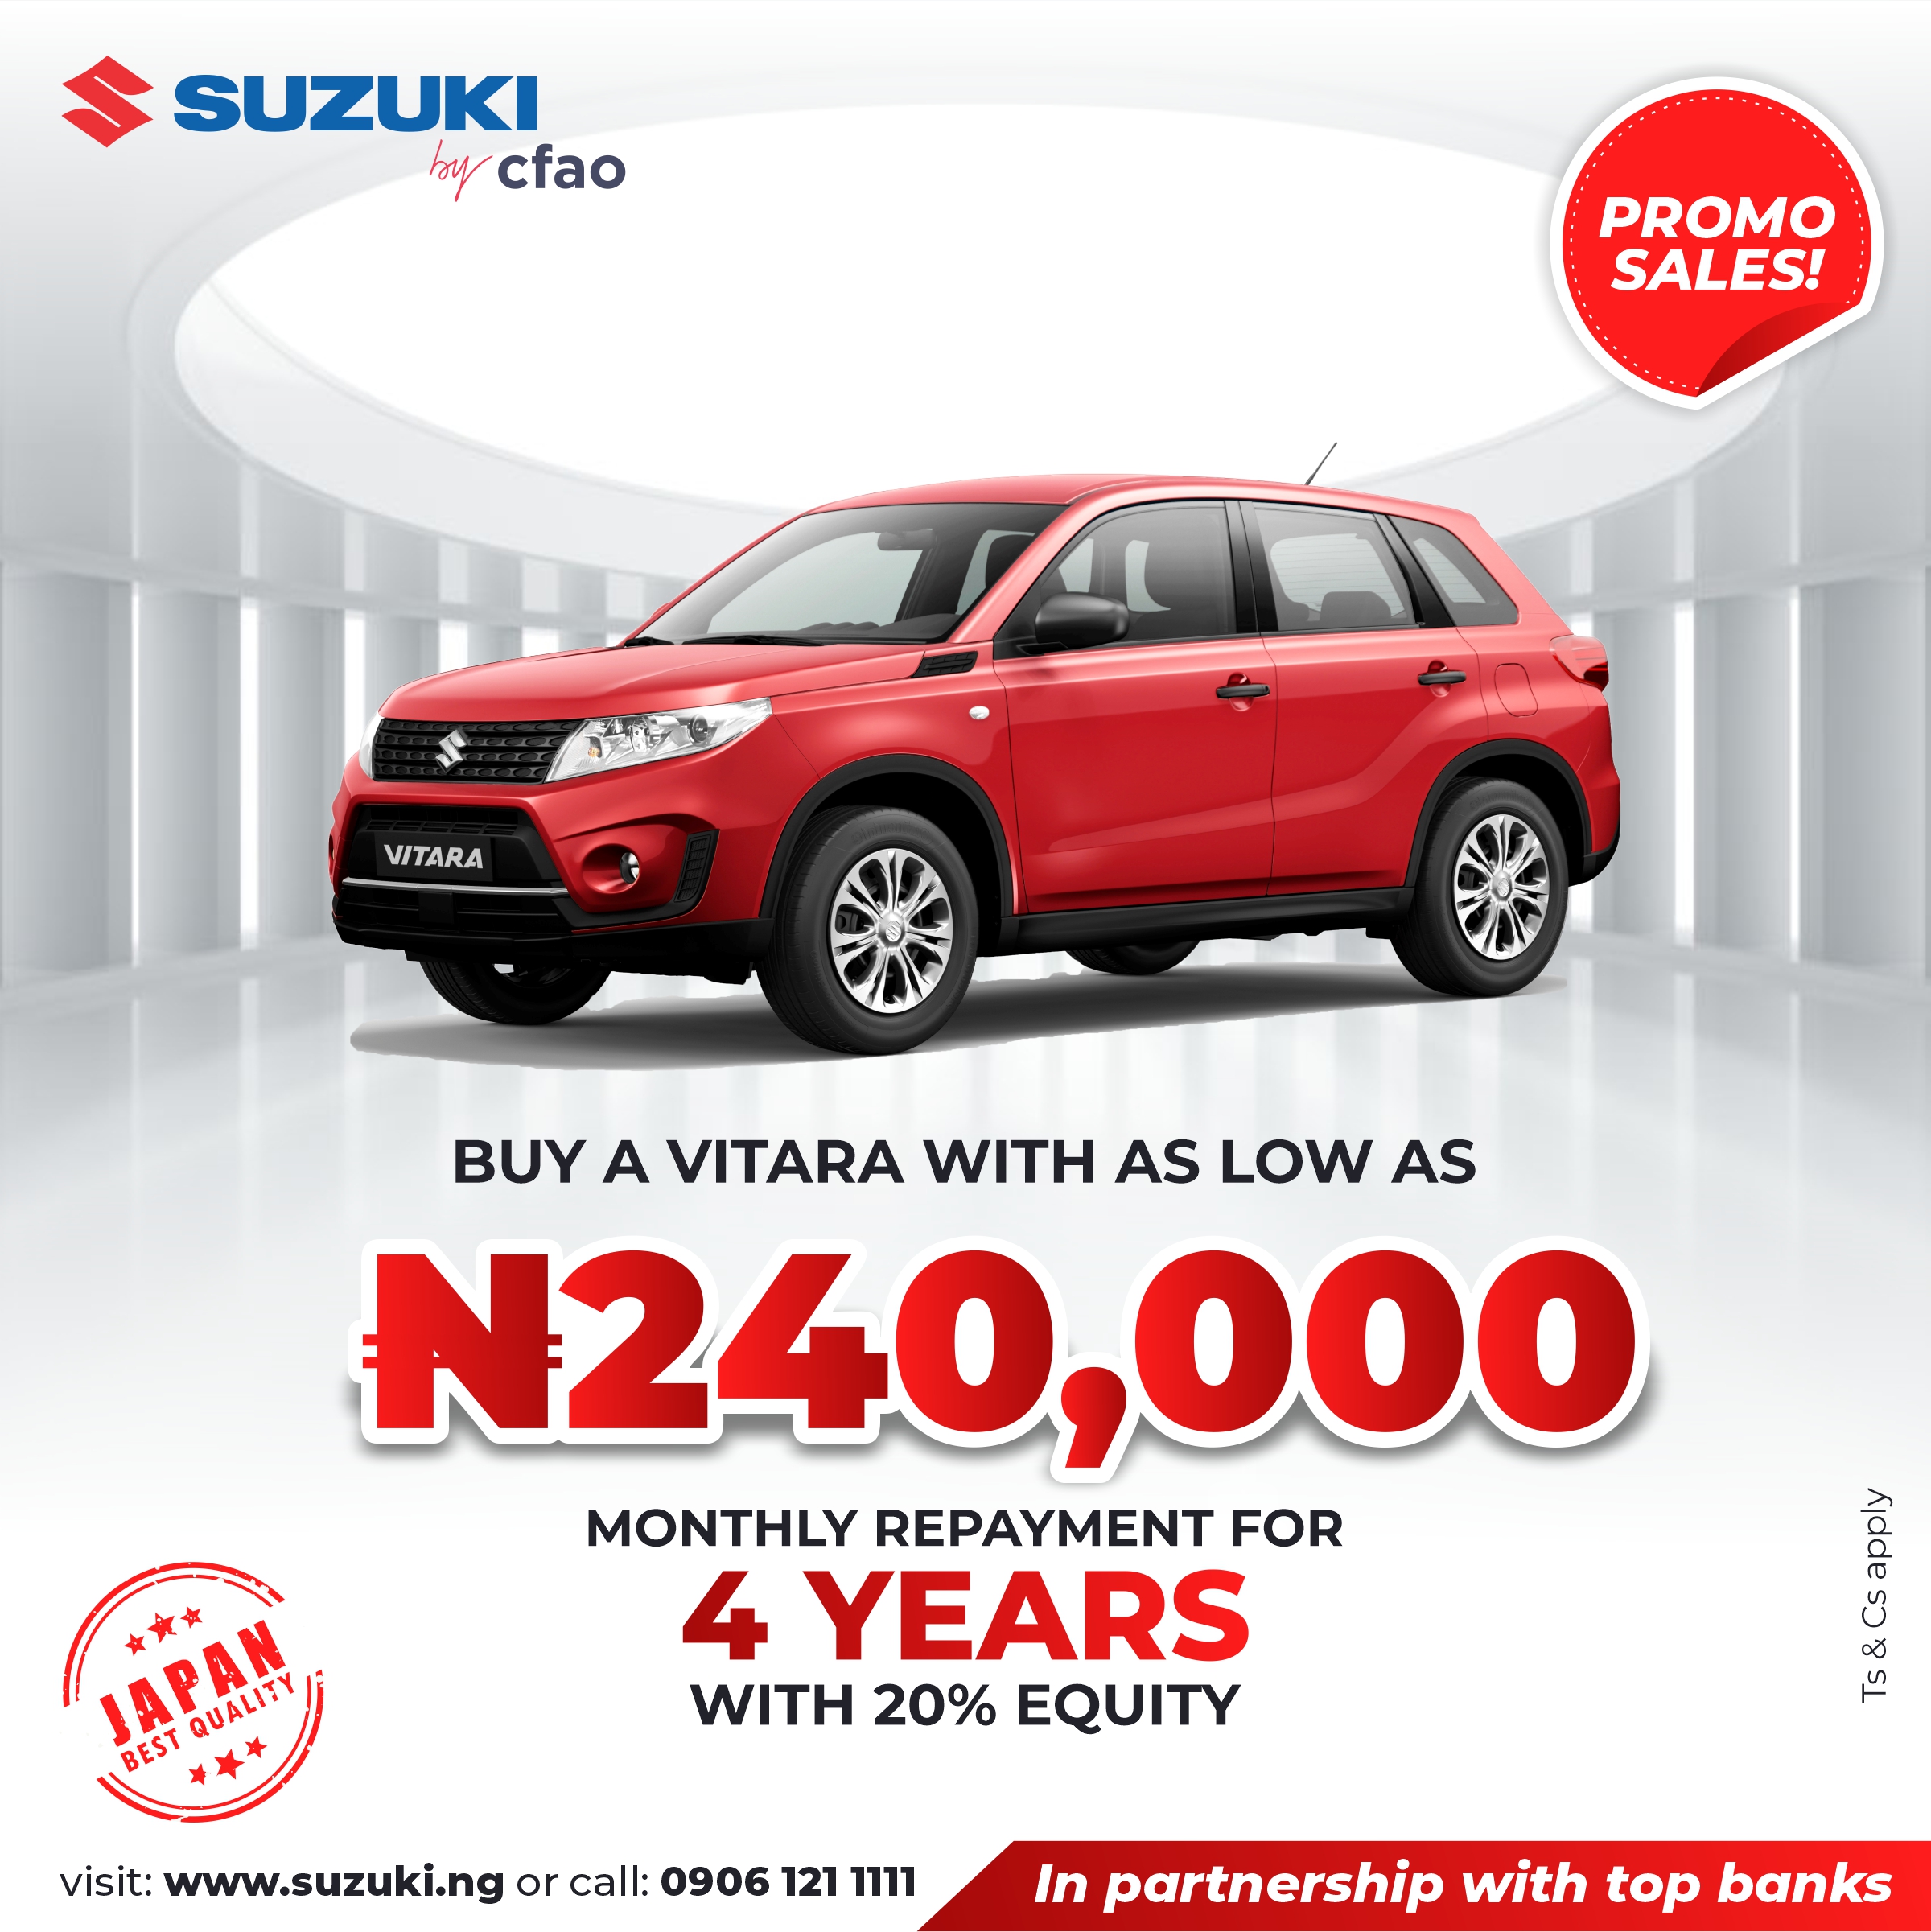 SUZUKI
by cfao
PROMO
SALES!
VITARA
BUY A VITARA WITH AS LOW AS
₦240,000
MONTHLY REPAYMENT FOR
4 YEARS
WITH 20% EQUITY
Ts & Cs apply
JAPAN
BEST QUALITY
visit: www.suzuki.ng or call: 0906 121 1111
In partnership with top banks